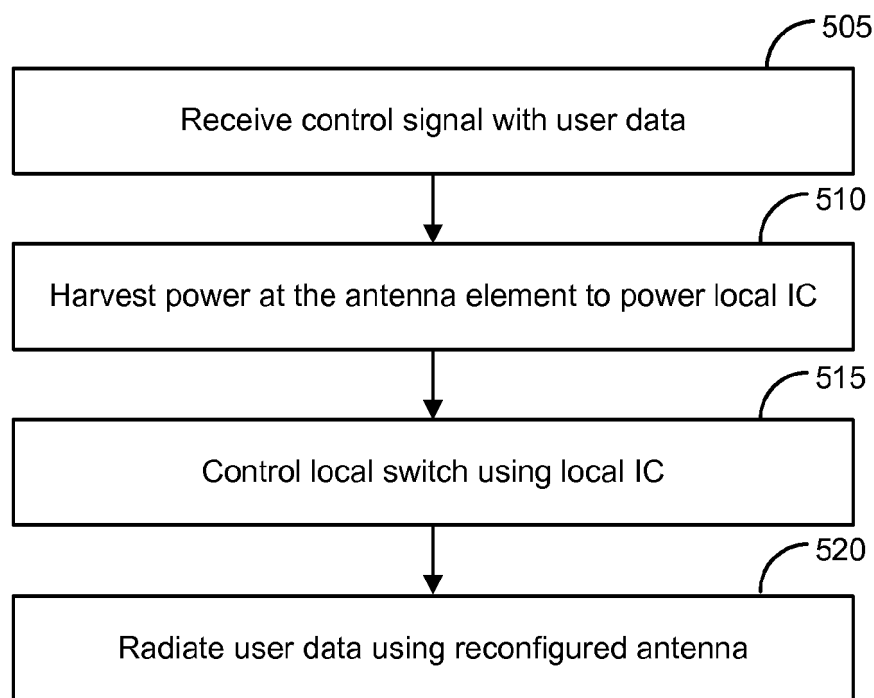 505
Receive control signal with user data
510
Harvest power at the antenna element to power local IC
515
Control local switch using local IC
520
Radiate user data using reconfigured antenna